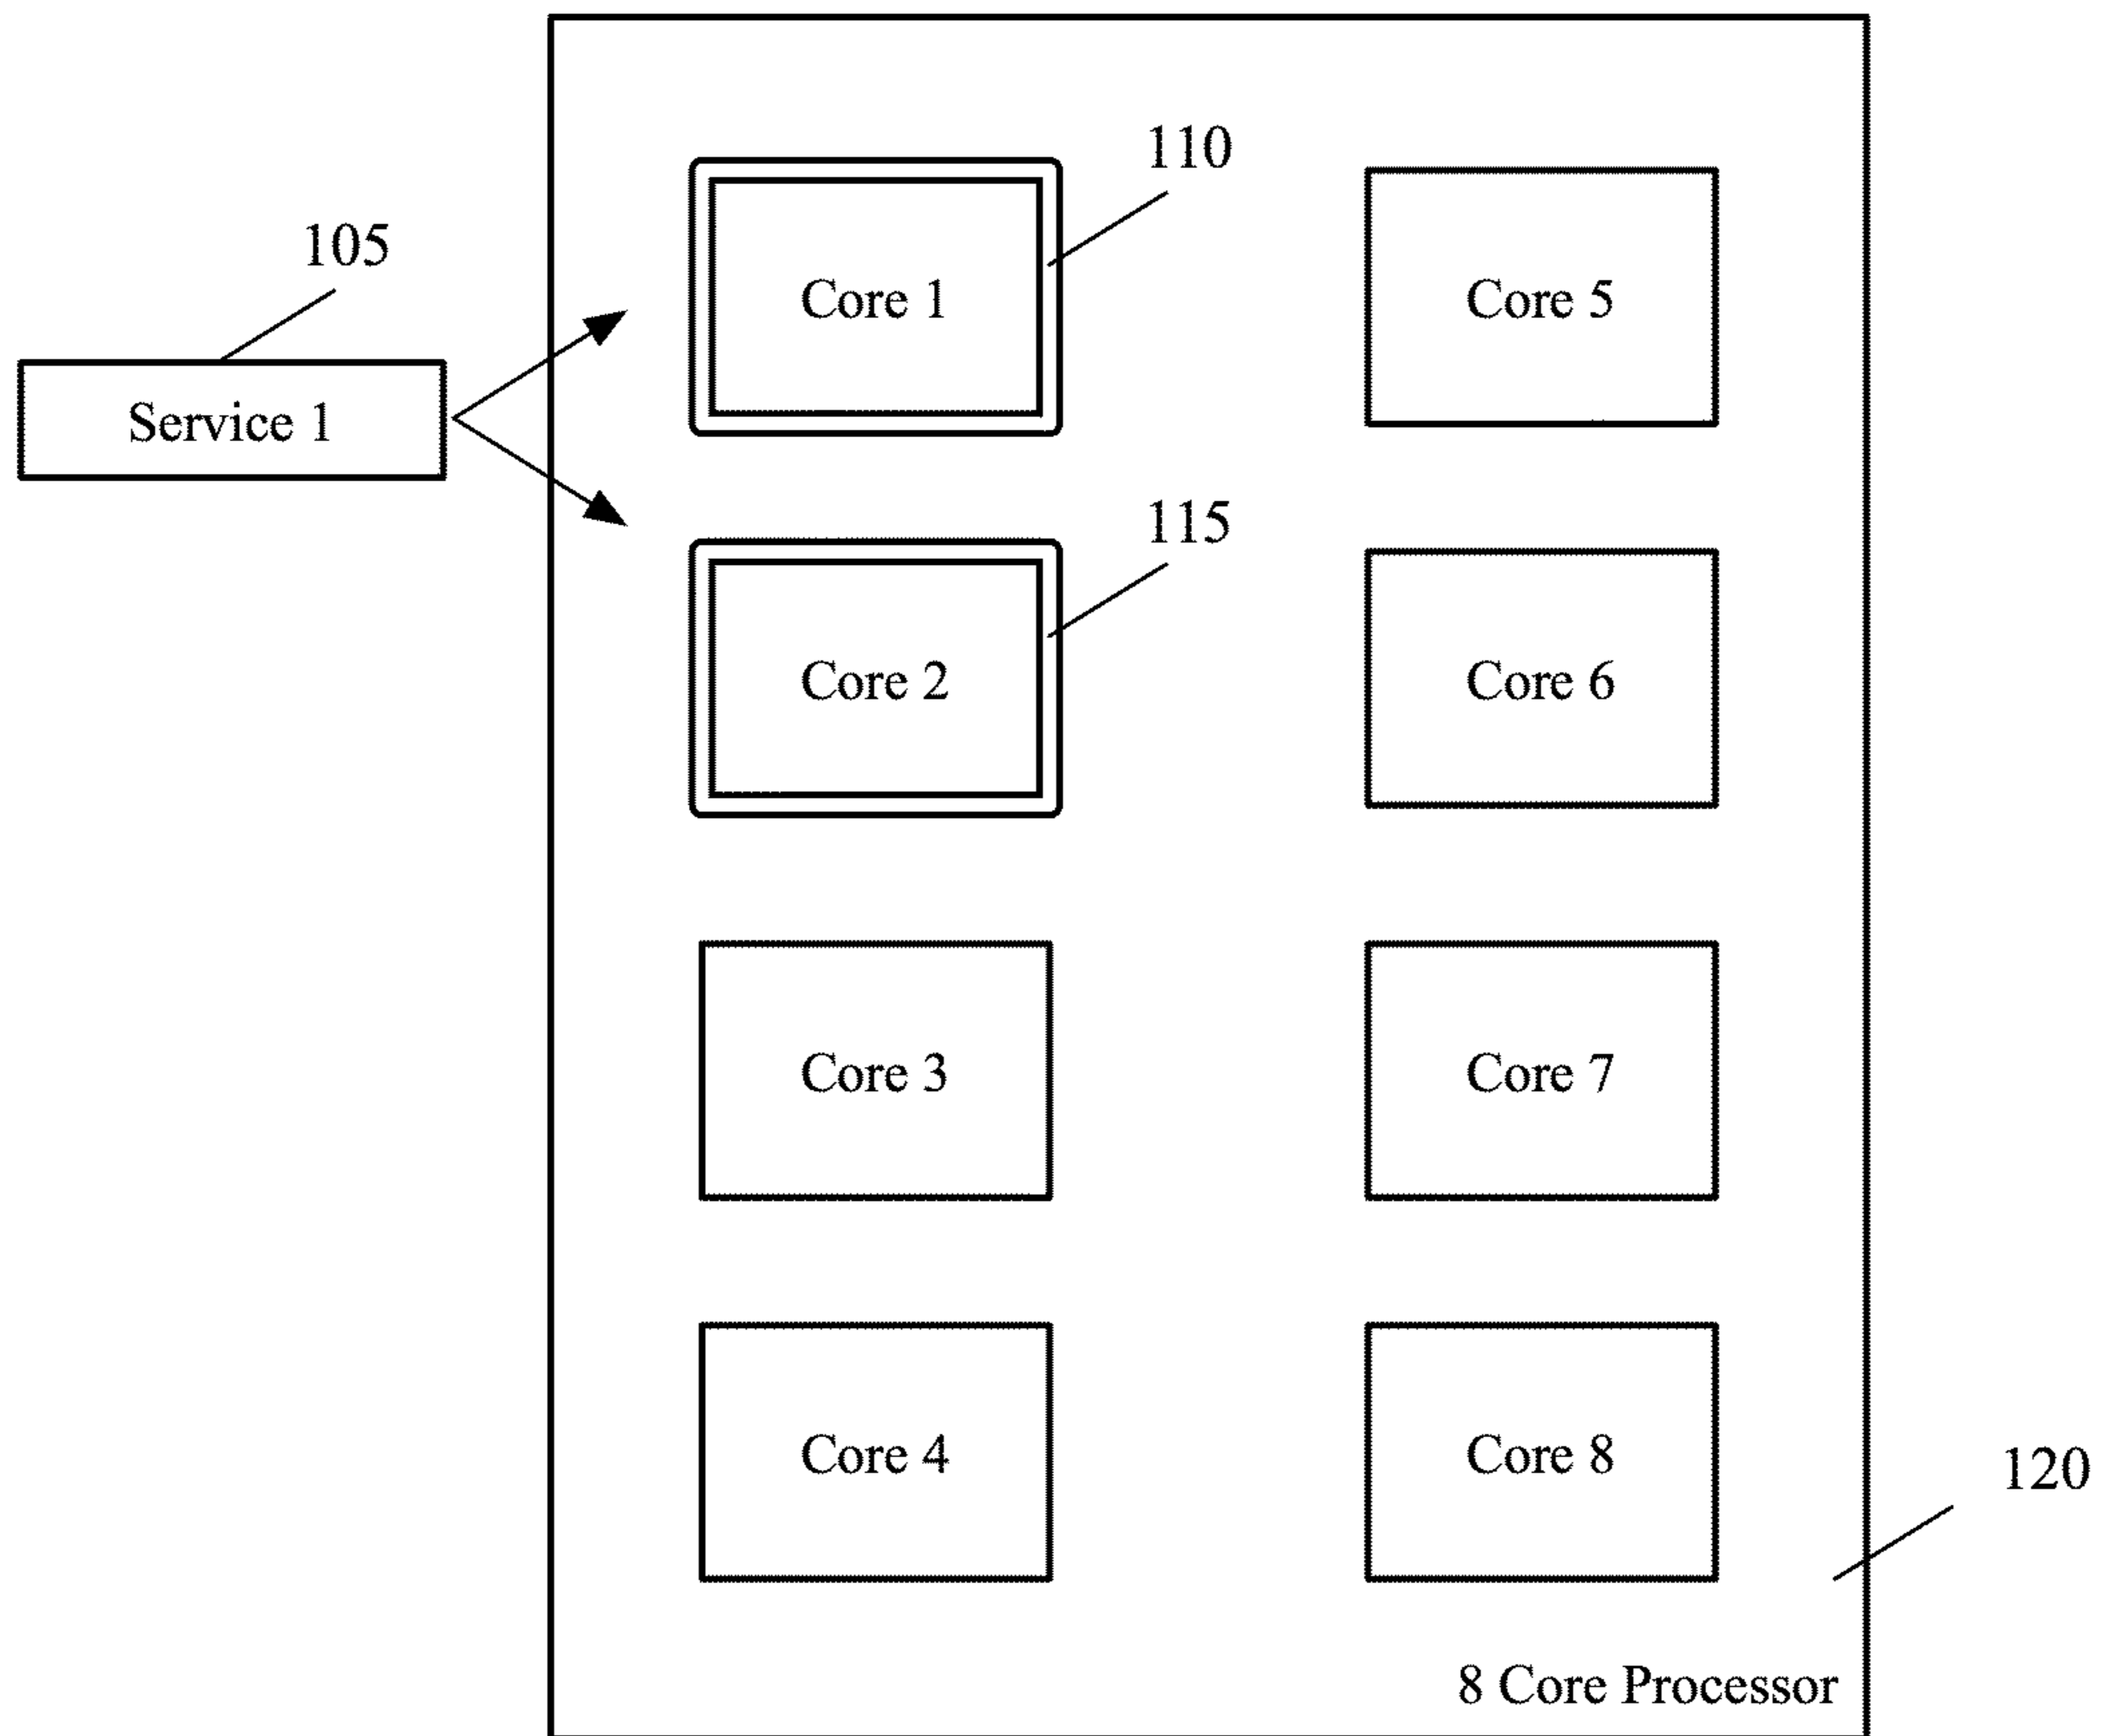 110
Core 1
Core 5
105
Service 1
115
Core 2
Core 6
Core 3
Core 7
Core 4
Core 8
120
8 Core Processor